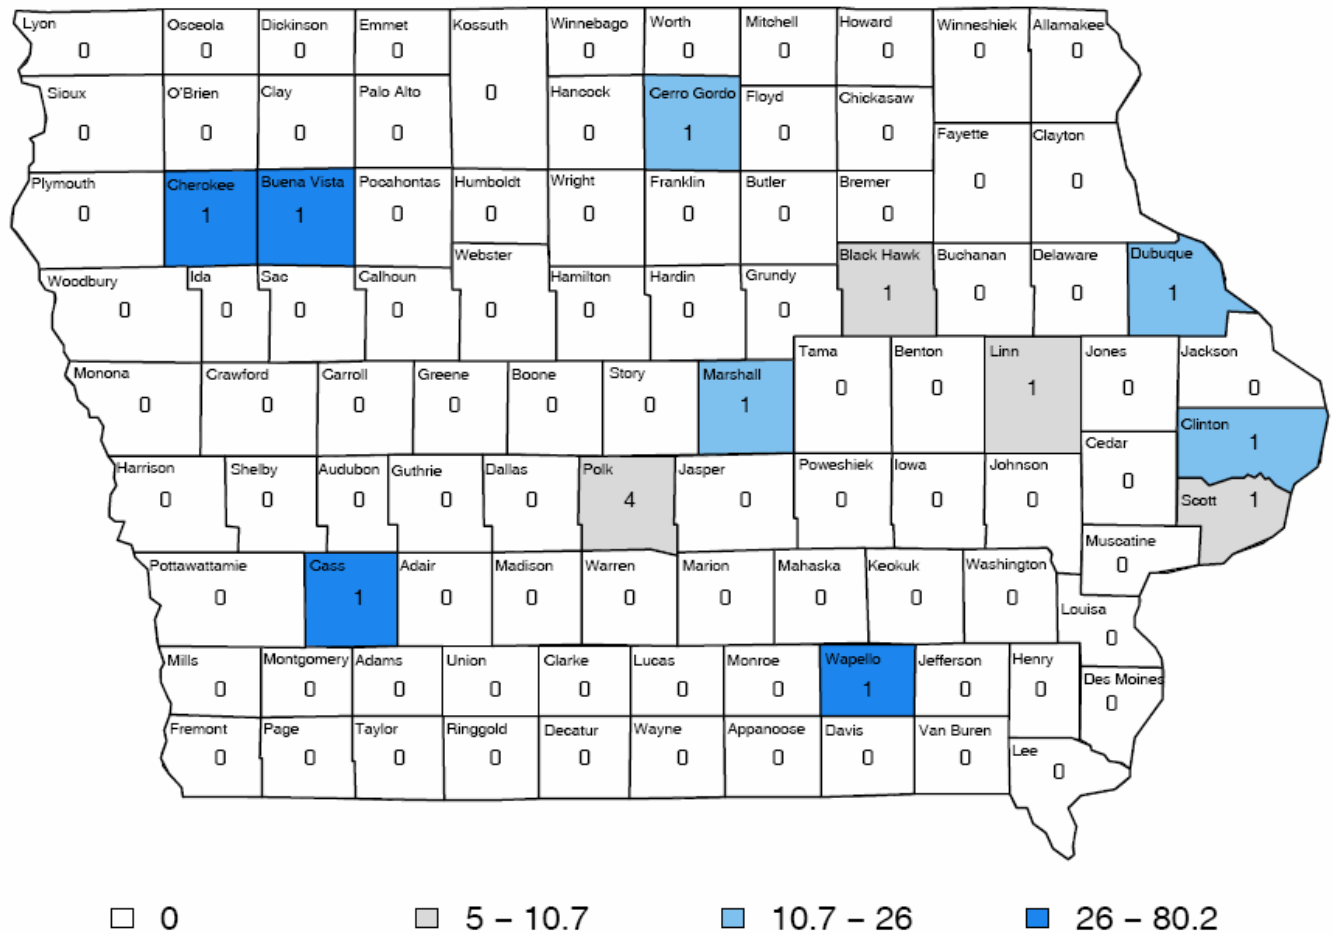 Lyon 0
Osceola 0
Dickinson 0
Emmet 0
Kossuth 0
Winnebago 0
Worth 0
Mitchell 0
Howard 0
Winneshiek 0
Allamakee 0
Sioux 0
O'Brien 0
Clay 0
Palo Alto 0
Hancock 0
Cerro Gordo 1
Floyd 0
Chickasaw 0
Fayette 0
Clayton 0
Plymouth 0
Cherokee 1
Buena Vista 1
Pocahontas 0
Humboldt 0
Wright 0
Franklin 0
Butler 0
Bremer 0
Woodbury 0
Ida 0
Sac 0
Calhoun 0
Webster 0
Hamilton 0
Hardin 0
Grundy 0
Black Hawk 1
Buchanan 0
Delaware 0
Dubuque 1
Monona 0
Crawford 0
Carroll 0
Greene 0
Boone 0
Story 0
Marshall 1
Tama 0
Benton 0
Linn 1
Jones 0
Jackson 0
Clinton 1
Cedar 0
Harrison 0
Shelby 0
Audubon 0
Guthrie 0
Dallas 0
Polk 4
Jasper 0
Poweshiek 0
Iowa 0
Johnson 0
Scott 1
Muscatine 0
Pottawattamie 0
Cass 1
Adair 0
Madison 0
Warren 0
Marion 0
Mahaska 0
Keokuk 0
Washington 0
Louisa 0
Mills 0
Montgomery 0
Adams 0
Union 0
Clarke 0
Lucas 0
Monroe 0
Wapello 1
Jefferson 0
Henry 0
Des Moines 0
Fremont 0
Page 0
Taylor 0
Ringgold 0
Decatur 0
Wayne 0
Appanoose 0
Davis 0
Van Buren 0
Lee 0
0
5 – 10.7
10.7 – 26
26 – 80.2